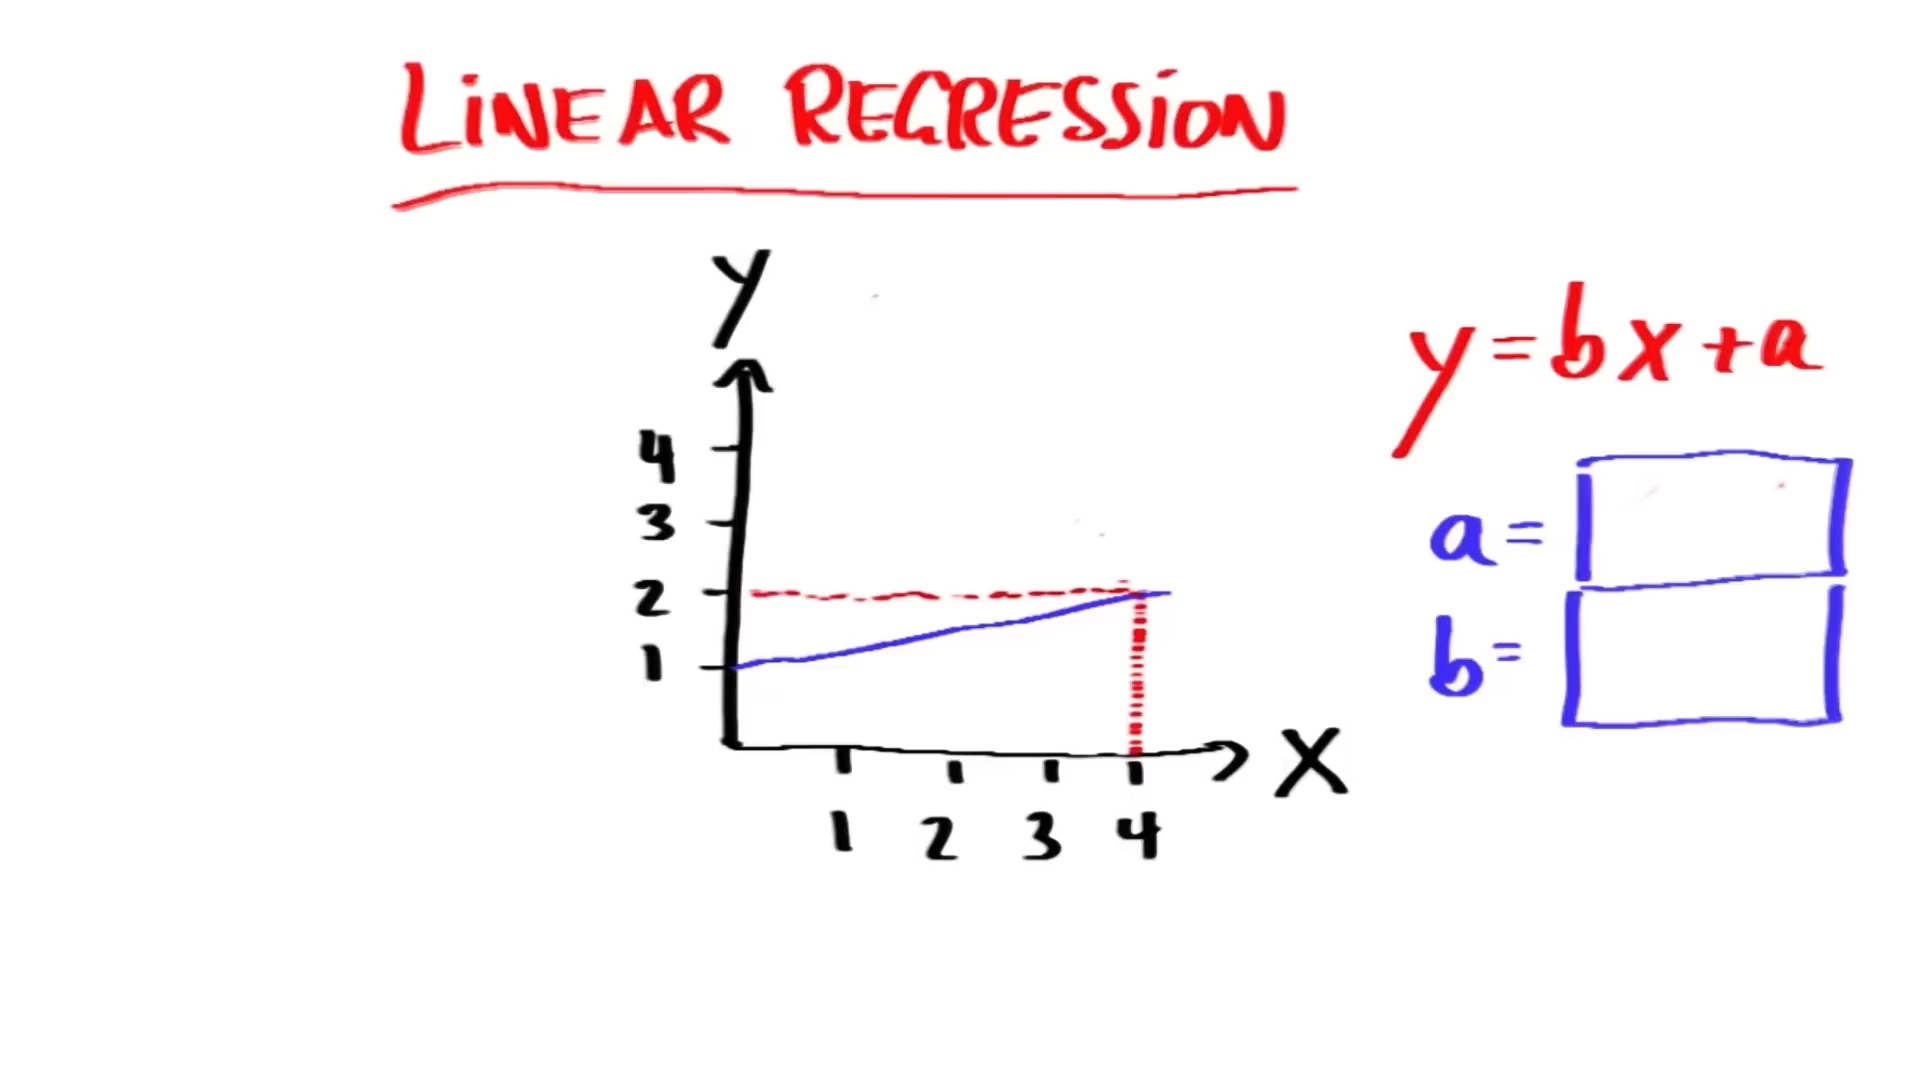 LINEAR REGRESSION
y
y = bx + a
4
3
2
1
a =
b =
X
1 2 3 4